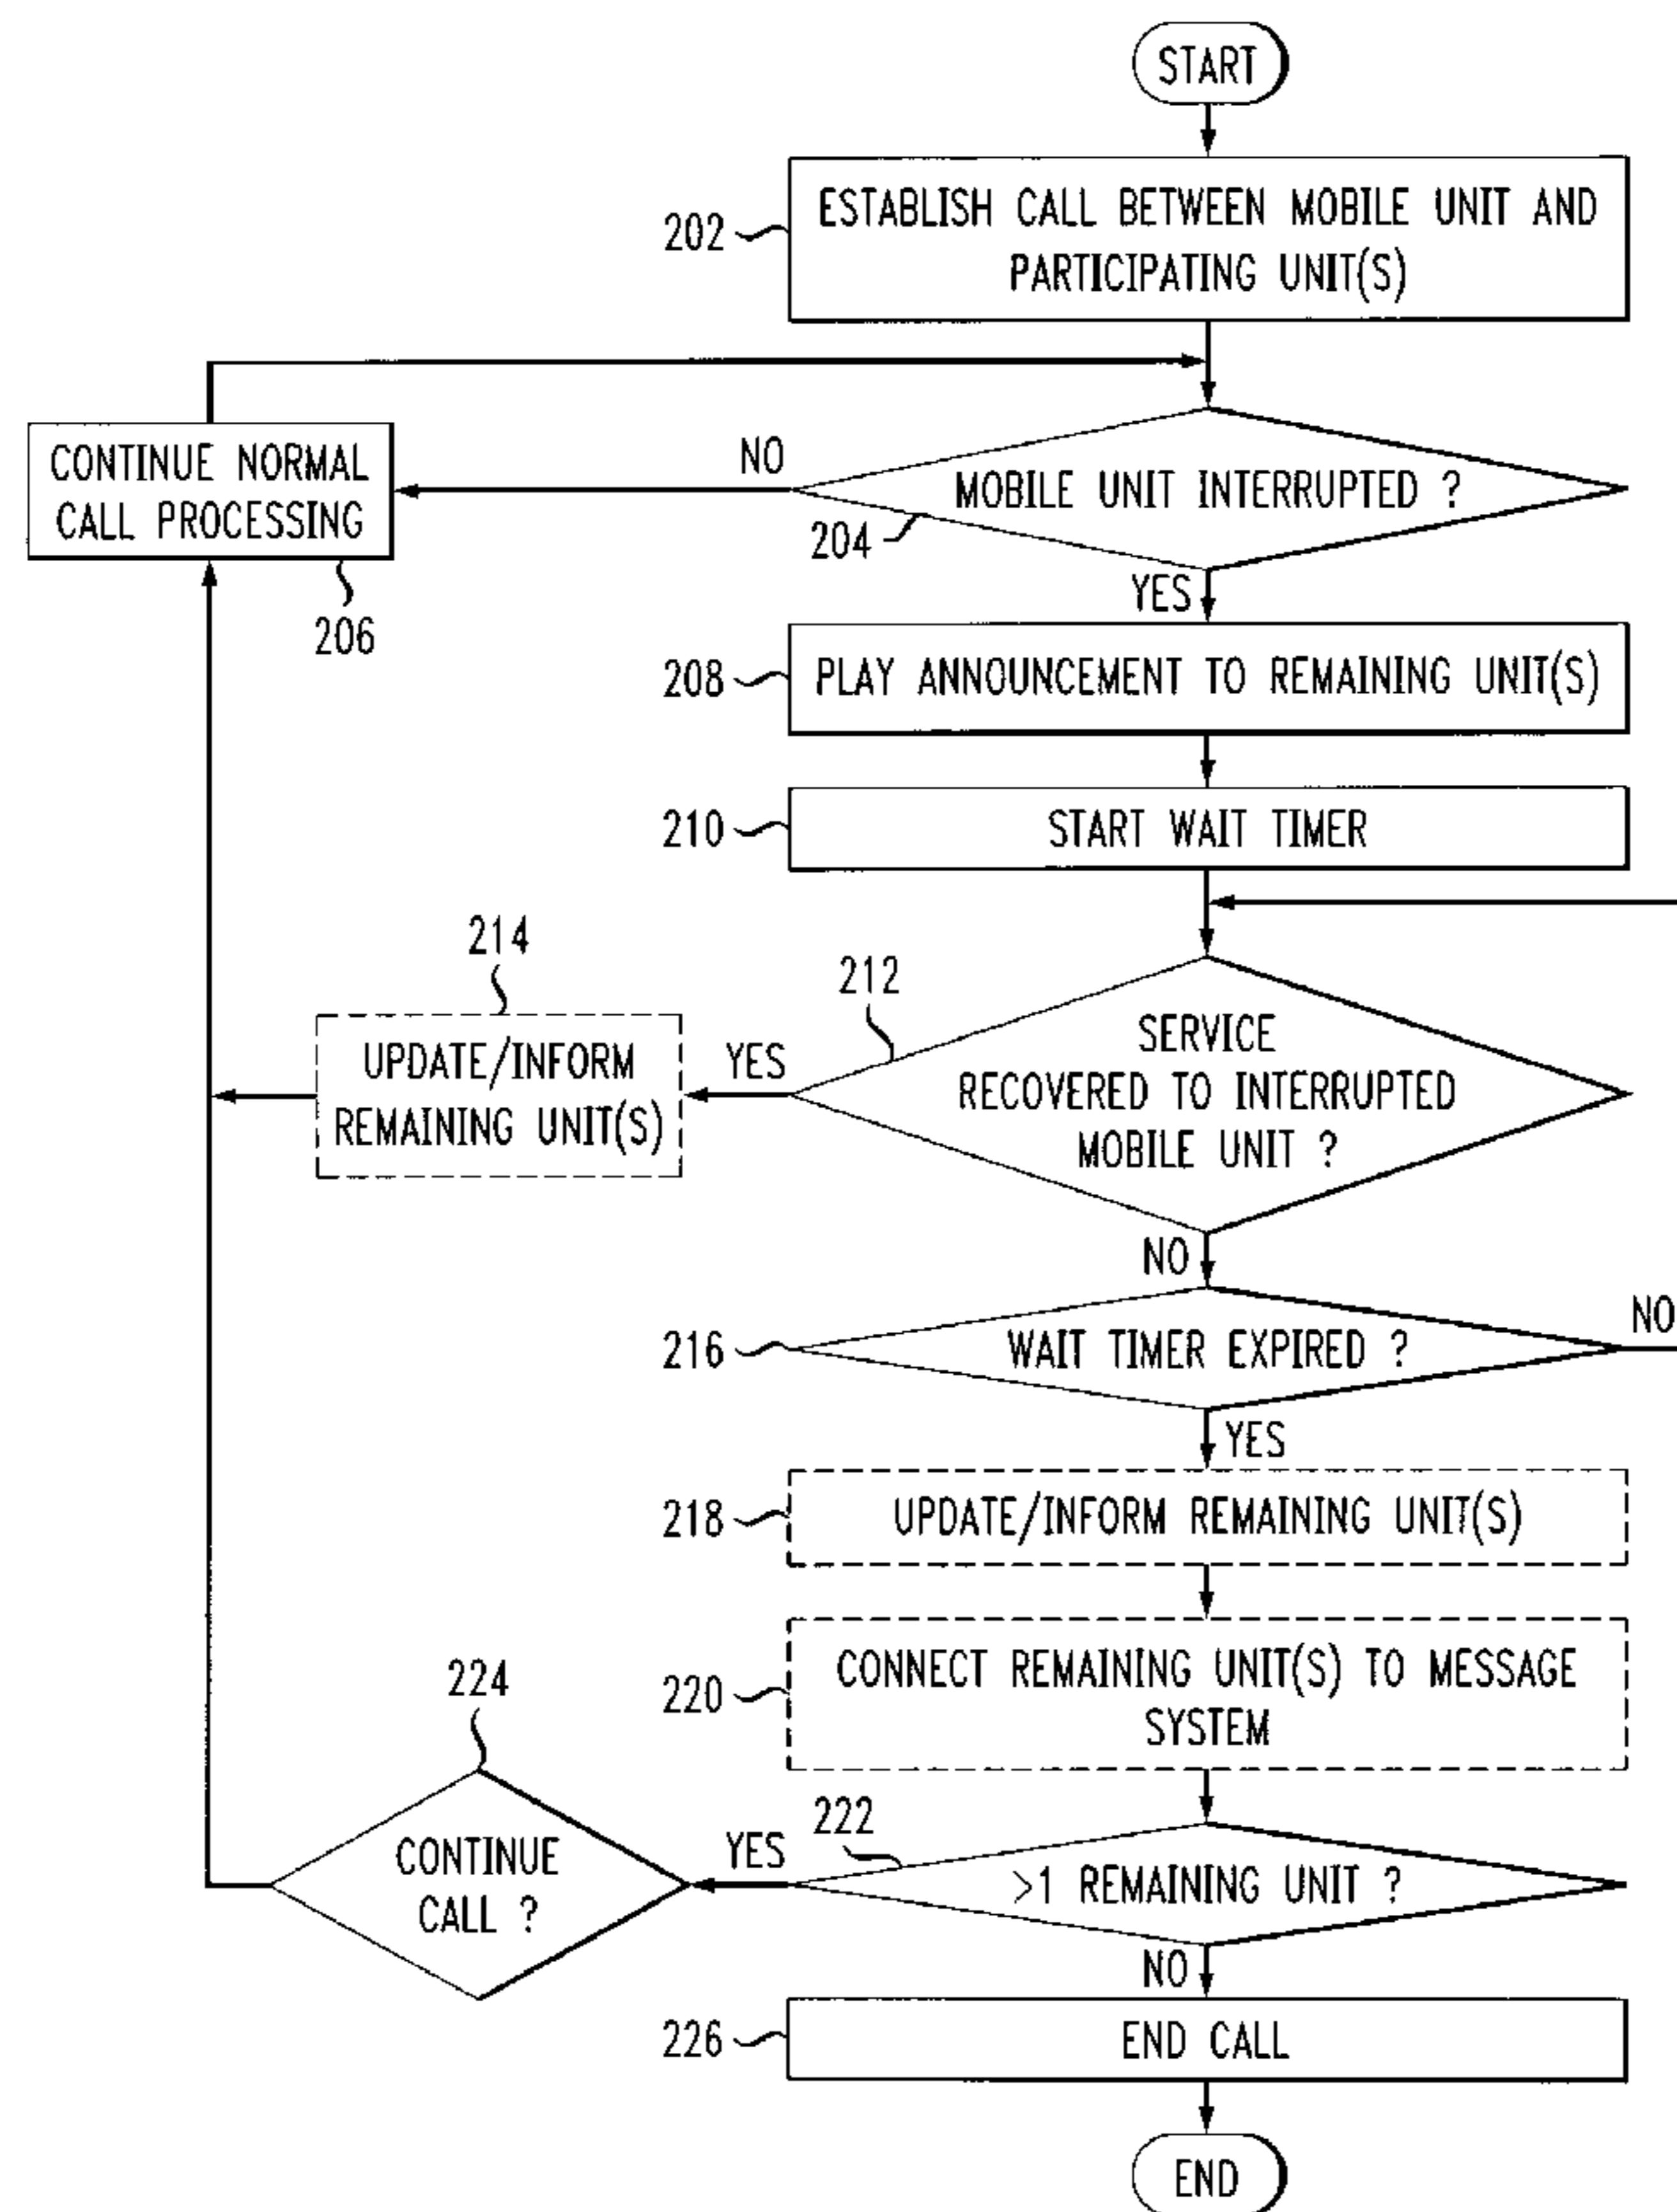 START
202
ESTABLISH CALL BETWEEN MOBILE UNIT AND
PARTICIPATING UNIT(S)
CONTINUE NORMAL
CALL PROCESSING
206
NO
MOBILE UNIT INTERRUPTED ?
204
YES
208
PLAY ANNOUNCEMENT TO REMAINING UNIT(S)
210
START WAIT TIMER
214
UPDATE/INFORM
REMAINING UNIT(S)
YES
212
SERVICE
RECOVERED TO INTERRUPTED
MOBILE UNIT ?
NO
216
WAIT TIMER EXPIRED ?
NO
YES
218
UPDATE/INFORM REMAINING UNIT(S)
220
CONNECT REMAINING UNIT(S) TO MESSAGE
SYSTEM
224
CONTINUE
CALL ?
YES
222
>1 REMAINING UNIT ?
NO
226
END CALL
END